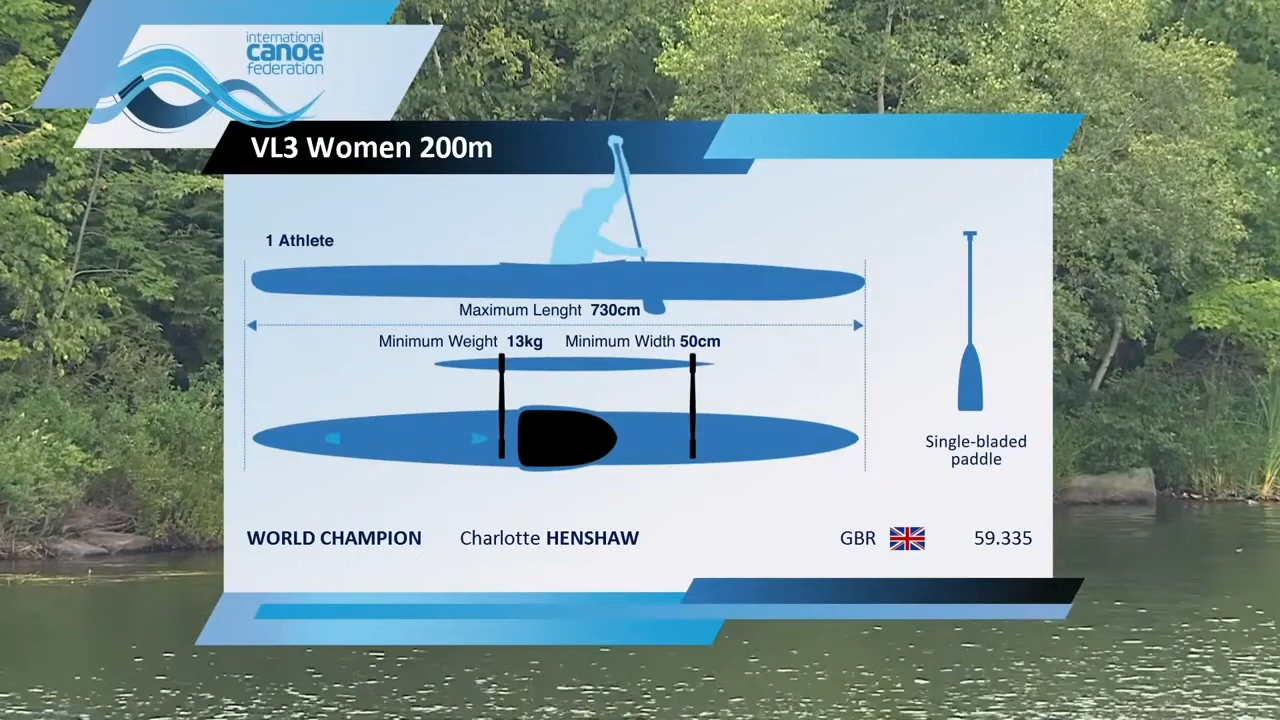 international
canoe
federation
VL3 Women 200m
1 Athlete
Maximum Lenght 730cm
Minimum Weight 13kg Minimum Width 50cm
Single-bladed
paddle
WORLD CHAMPION Charlotte HENSHAW GBR 59.335